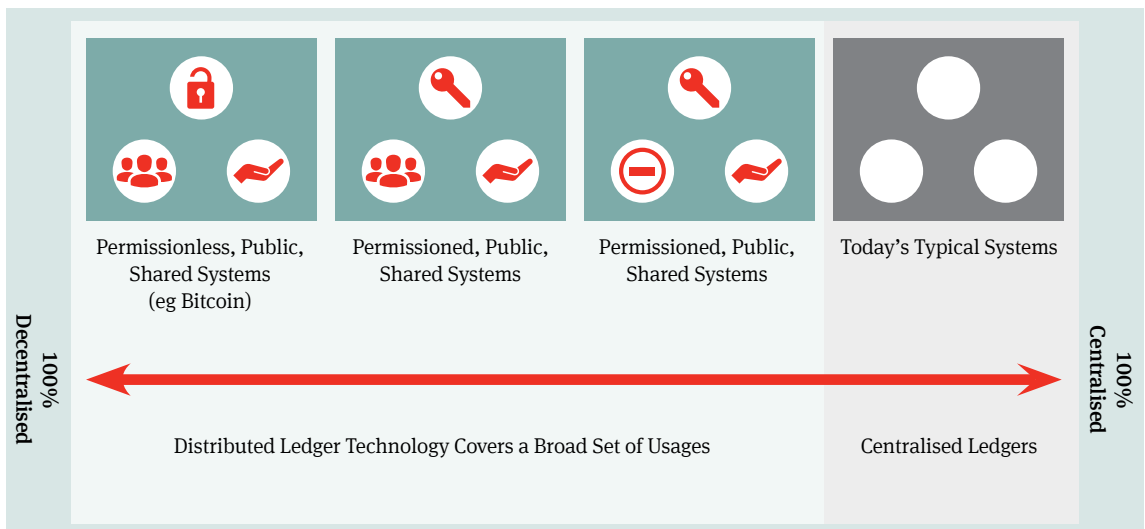 Permissionless, Public,
Shared Systems
(eg Bitcoin)
Permissioned, Public,
Shared Systems
Permissioned, Public,
Shared Systems
Today's Typical Systems
100%
Decentralised
100%
Centralised
Distributed Ledger Technology Covers a Broad Set of Usages
Centralised Ledgers